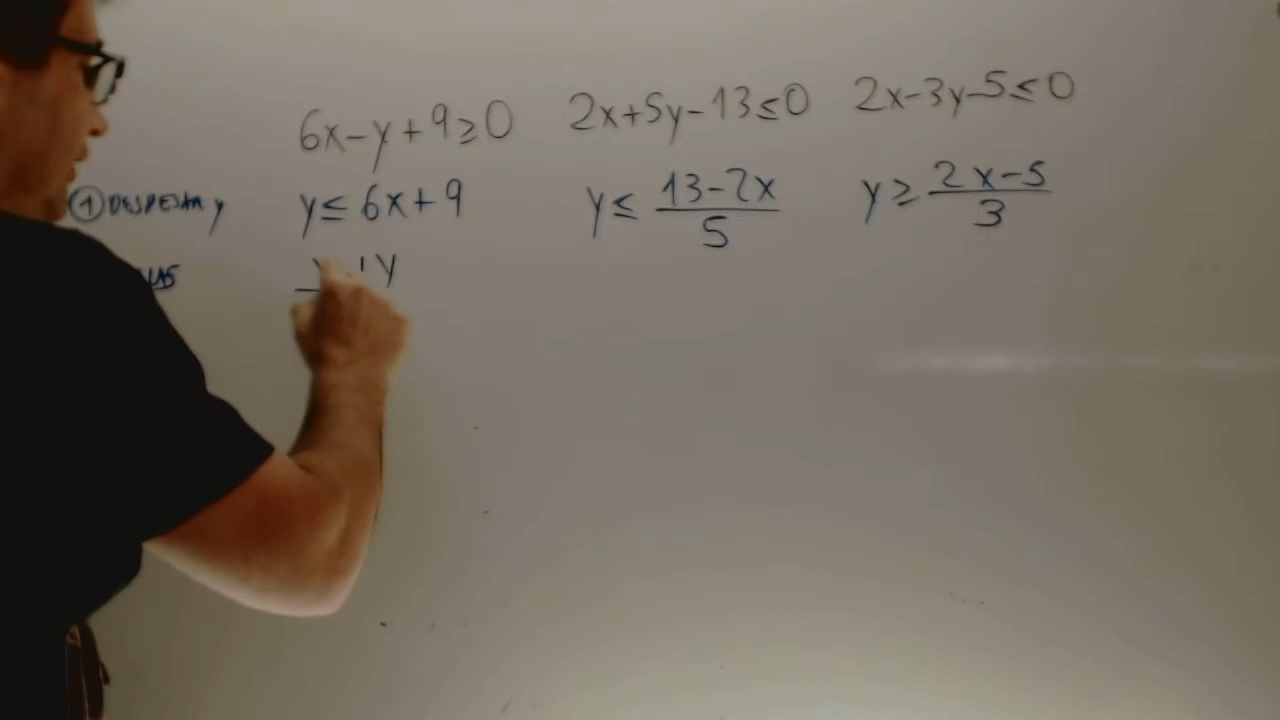 6x-y+9≥0 2x+5y-13≤0 2x-3y-5≤0
① DESPEJAR y y≤6x+9 y≤ 13-2x/5 y≥ 2x-5/3
y